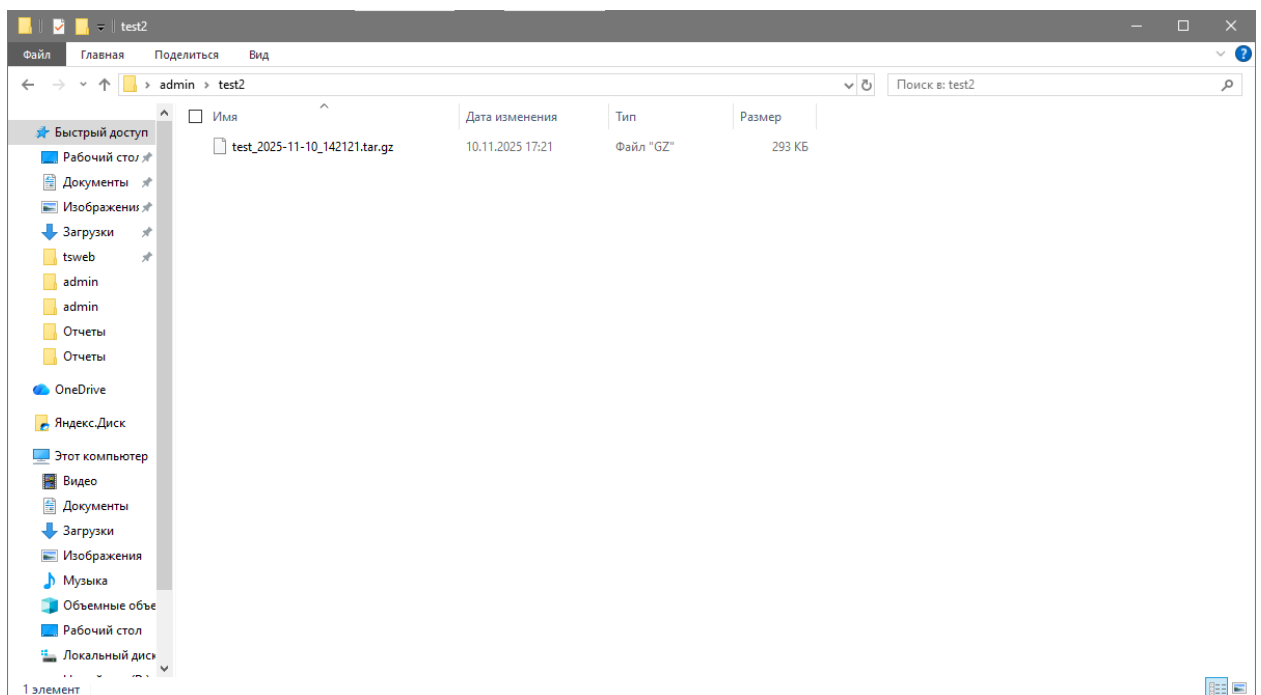 test2
Файл Главная Поделиться Вид
admin test2
Поиск в: test2
Имя Дата изменения Тип Размер
test_2025-11-10_142121.tar.gz 10.11.2025 17:21 Файл "GZ" 293 КБ
Быстрый доступ
Рабочий стол
Документы
Изображения
Загрузки
tsweb
admin
admin
Отчеты
Отчеты
OneDrive
Яндекс.Диск
Этот компьютер
Видео
Документы
Загрузки
Изображения
Музыка
Объемные объе
Рабочий стол
Локальный диск
1 элемент